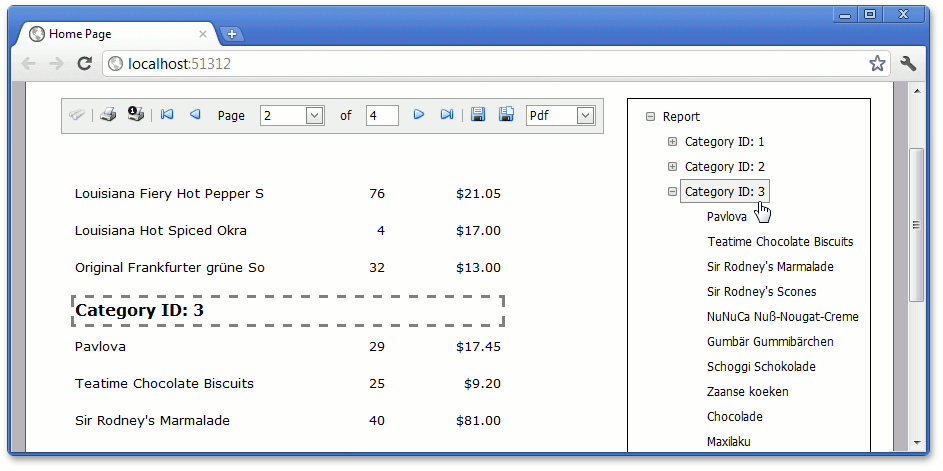 Home Page
localhost:51312
Page 2 of 4 Pdf
Louisiana Fiery Hot Pepper S 76 $21.05
Louisiana Hot Spiced Okra 4 $17.00
Original Frankfurter grüne So 32 $13.00
Category ID: 3
Pavlova 29 $17.45
Teatime Chocolate Biscuits 25 $9.20
Sir Rodney's Marmalade 40 $81.00
Report
Category ID: 1
Category ID: 2
Category ID: 3
Pavlova
Teatime Chocolate Biscuits
Sir Rodney's Marmalade
Sir Rodney's Scones
NuNuCa Nuß-Nougat-Creme
Gumbär Gummibärchen
Schoggi Schokolade
Zaanse koeken
Chocolade
Maxilaku